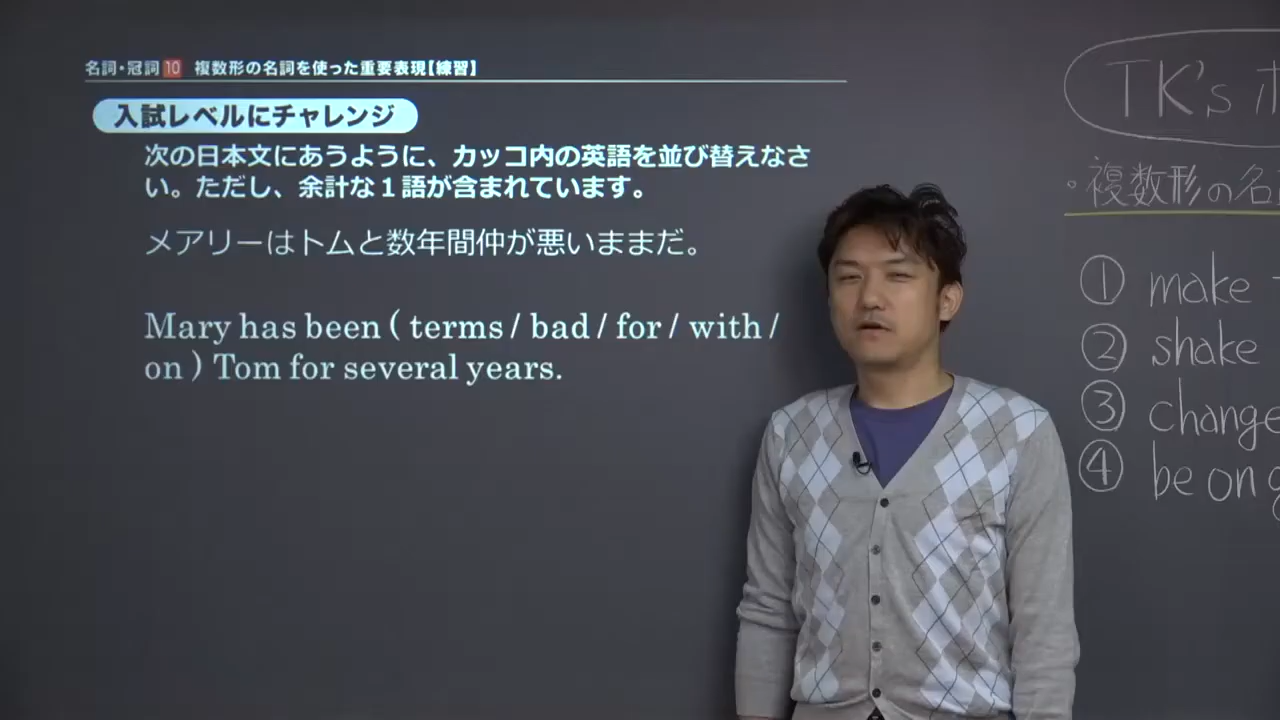 名詞・冠詞 10 複数形の名詞を使った重要表現【練習】
入試レベルにチャレンジ
次の日本文にあうように、カッコ内の英語を並び替えなさ
い。ただし、余計な１語が含まれています。
メアリーはトムと数年間仲が悪いままだ。
Mary has been ( terms / bad / for / with /
on ) Tom for several years.
TK's
・複数形の名
① make
② shake
③ change
④ be on